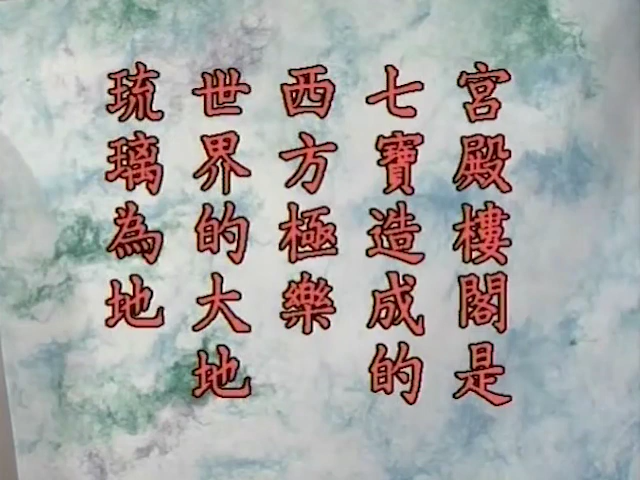 宮殿樓閣是
七寶造成的
西方極樂
世界的大地
琉璃為地